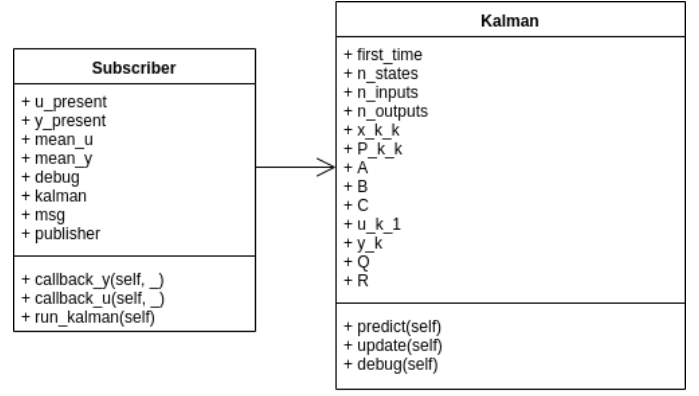 Subscriber
+ u_present
+ y_present
+ mean_u
+ mean_y
+ debug
+ kalman
+ msg
+ publisher
+ callback_y(self, _)
+ callback_u(self, _)
+ run_kalman(self)
Kalman
+ first_time
+ n_states
+ n_inputs
+ n_outputs
+ x_k_k
+ P_k_k
+ A
+ B
+ C
+ u_k_1
+ y_k
+ Q
+ R
+ predict(self)
+ update(self)
+ debug(self)